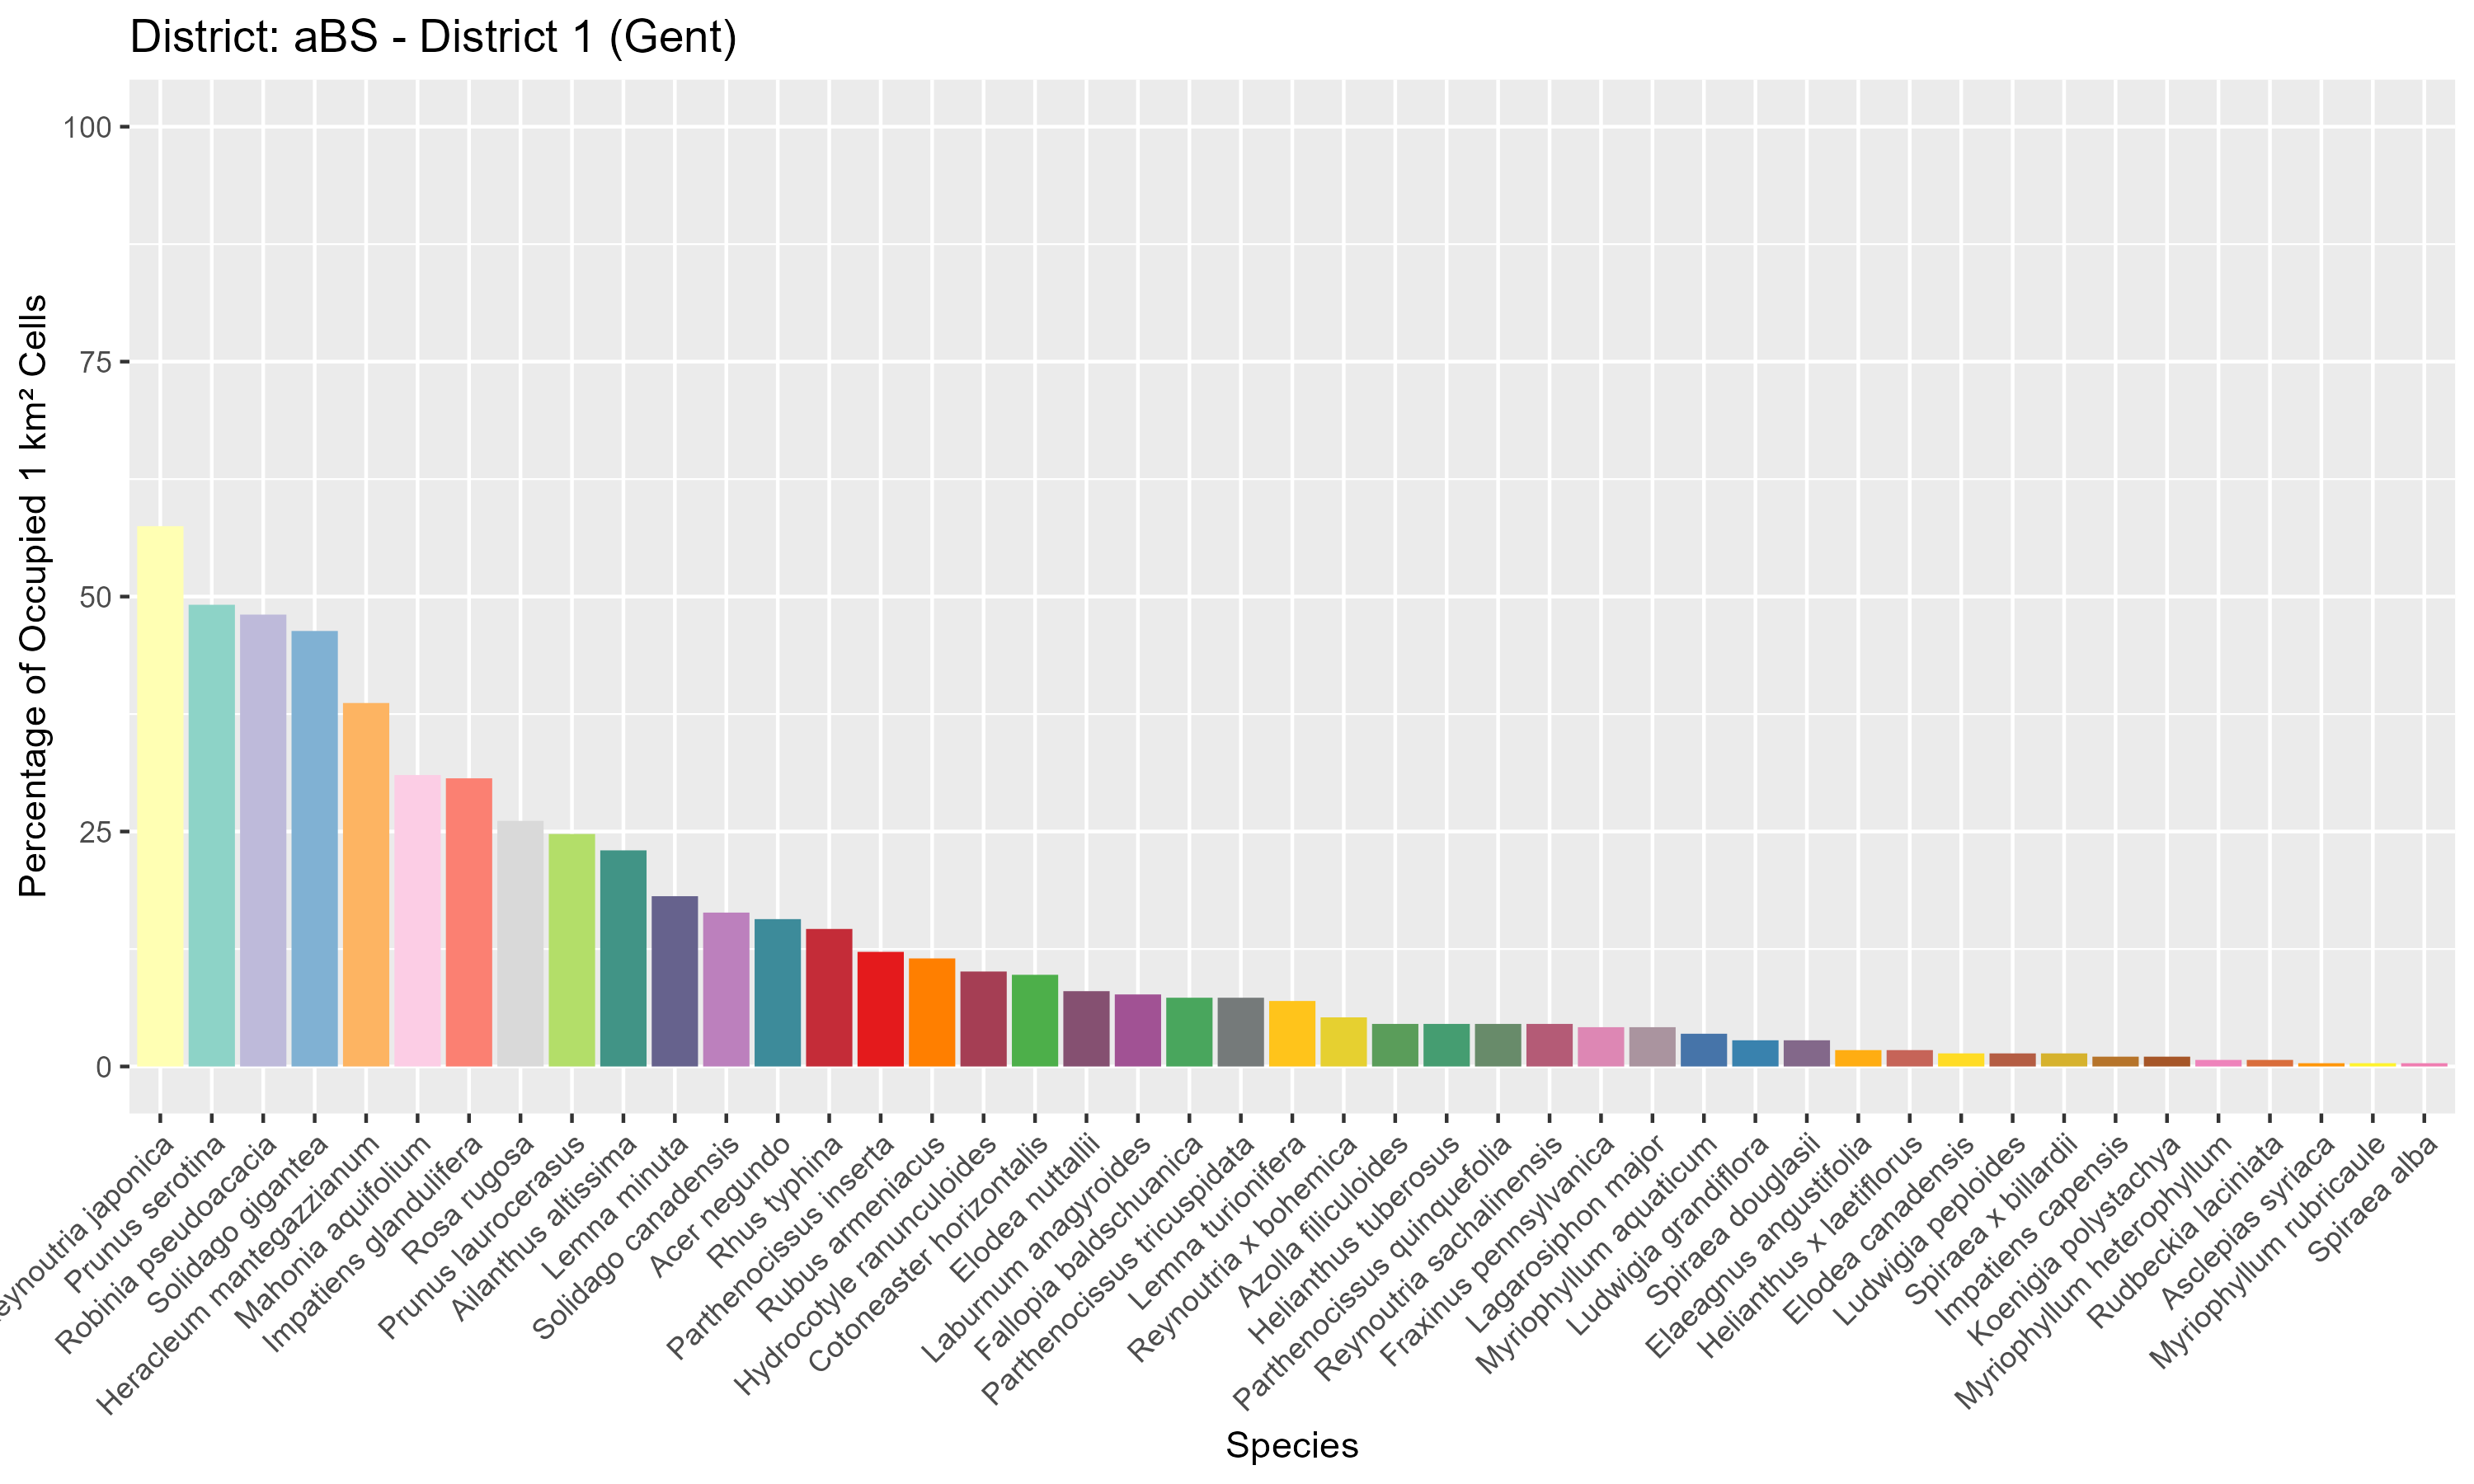 District: aBS - District 1 (Gent)
Percentage of Occupied 1 km² Cells
100
75
50
25
0
eynoutria japonica
Prunus serotina
Robinia pseudoacacia
Solidago gigantea
Heracleum mantegazzianum
Mahonia aquifolium
Impatiens glandulifera
Rosa rugosa
Prunus laurocerasus
Ailanthus altissima
Lemna minuta
Solidago canadensis
Acer negundo
Rhus typhina
Parthenocissus inserta
Rubus armeniacus
Hydrocotyle ranunculoides
Cotoneaster horizontalis
Elodea nuttallii
Laburnum anagyroides
Fallopia baldschuanica
Parthenocissus tricuspidata
Lemna turionifera
Reynoutria x bohemica
Azolla filiculoides
Helianthus tuberosus
Parthenocissus quinquefolia
Reynoutria sachalinensis
Fraxinus pennsylvanica
Lagarosiphon major
Myriophyllum aquaticum
Ludwigia grandiflora
Spiraea douglasii
Elaeagnus angustifolia
Helianthus x laetiflorus
Elodea canadensis
Ludwigia peploides
Spiraea x billardii
Impatiens capensis
Koenigia polystachya
Myriophyllum heterophyllum
Rudbeckia laciniata
Asclepias syriaca
Myriophyllum rubricaule
Spiraea alba
Species